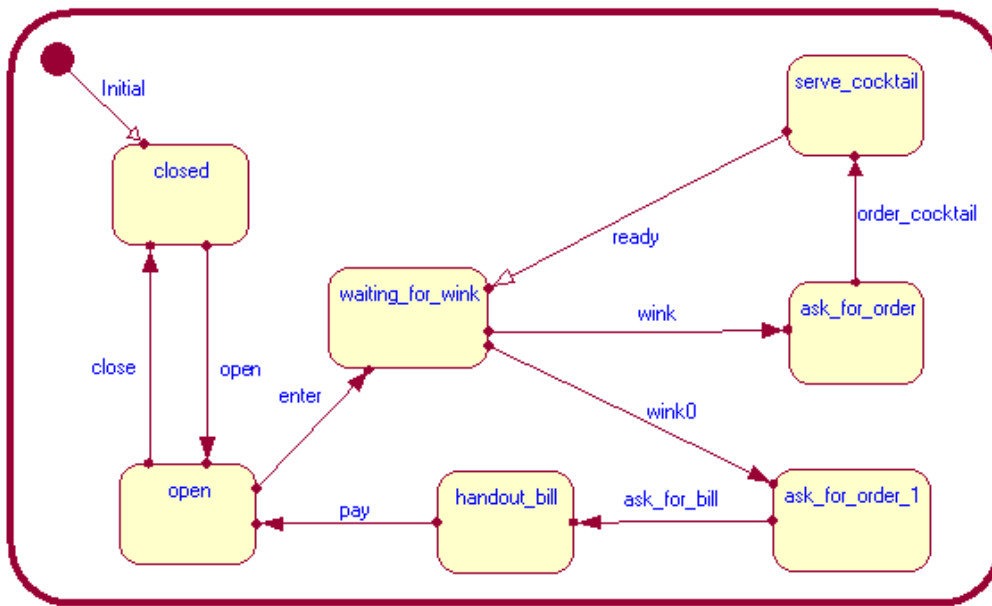 Initial
serve_cocktail
closed
order_cocktail
ready
waiting_for_wink
ask_for_order
wink
close
open
enter
wink0
open
handout_bill
ask_for_bill
ask_for_order_1
pay